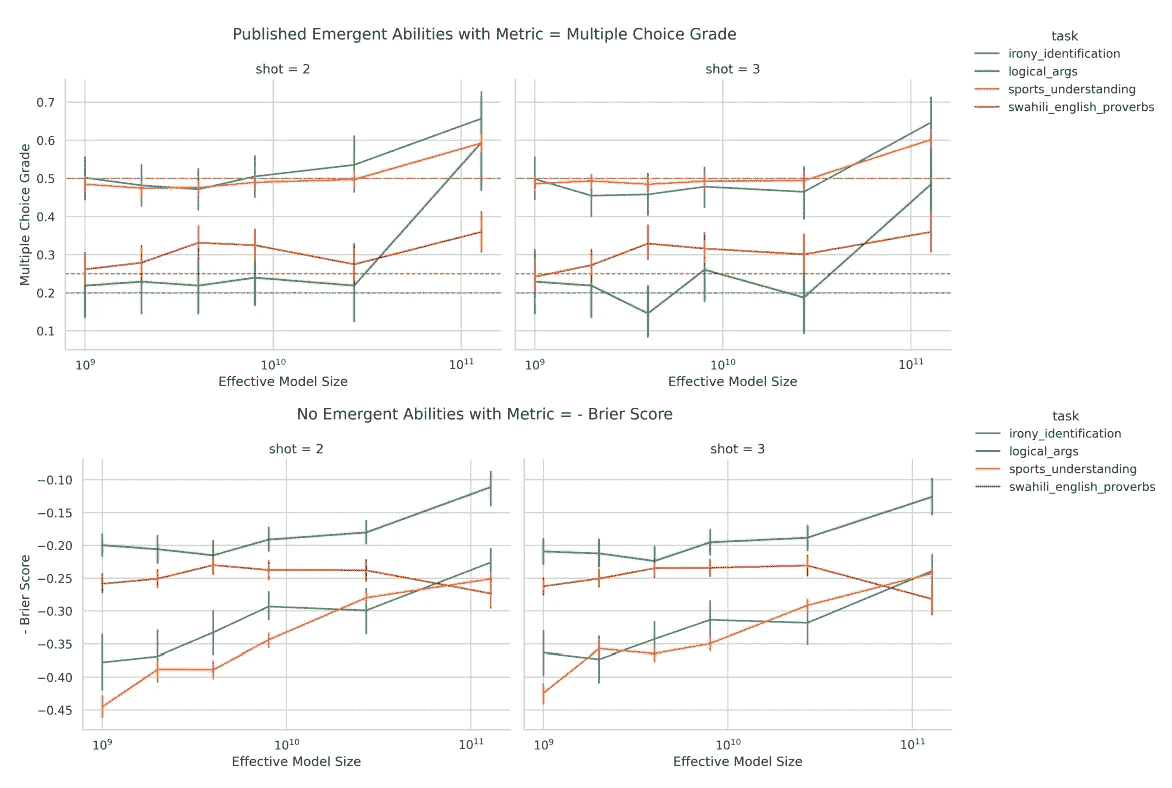 Published Emergent Abilities with Metric = Multiple Choice Grade
shot = 2
shot = 3
task
irony_identification
logical_args
sports_understanding
swahili_english_proverbs
Multiple Choice Grade
0.7
0.6
0.5
0.4
0.3
0.2
0.1
10⁹
10¹⁰
10¹¹
Effective Model Size
10⁹
10¹⁰
10¹¹
Effective Model Size
No Emergent Abilities with Metric = - Brier Score
shot = 2
shot = 3
task
irony_identification
logical_args
sports_understanding
swahili_english_proverbs
- Brier Score
−0.10
−0.15
−0.20
−0.25
−0.30
−0.35
−0.40
−0.45
10⁹
10¹⁰
10¹¹
Effective Model Size
10⁹
10¹⁰
10¹¹
Effective Model Size